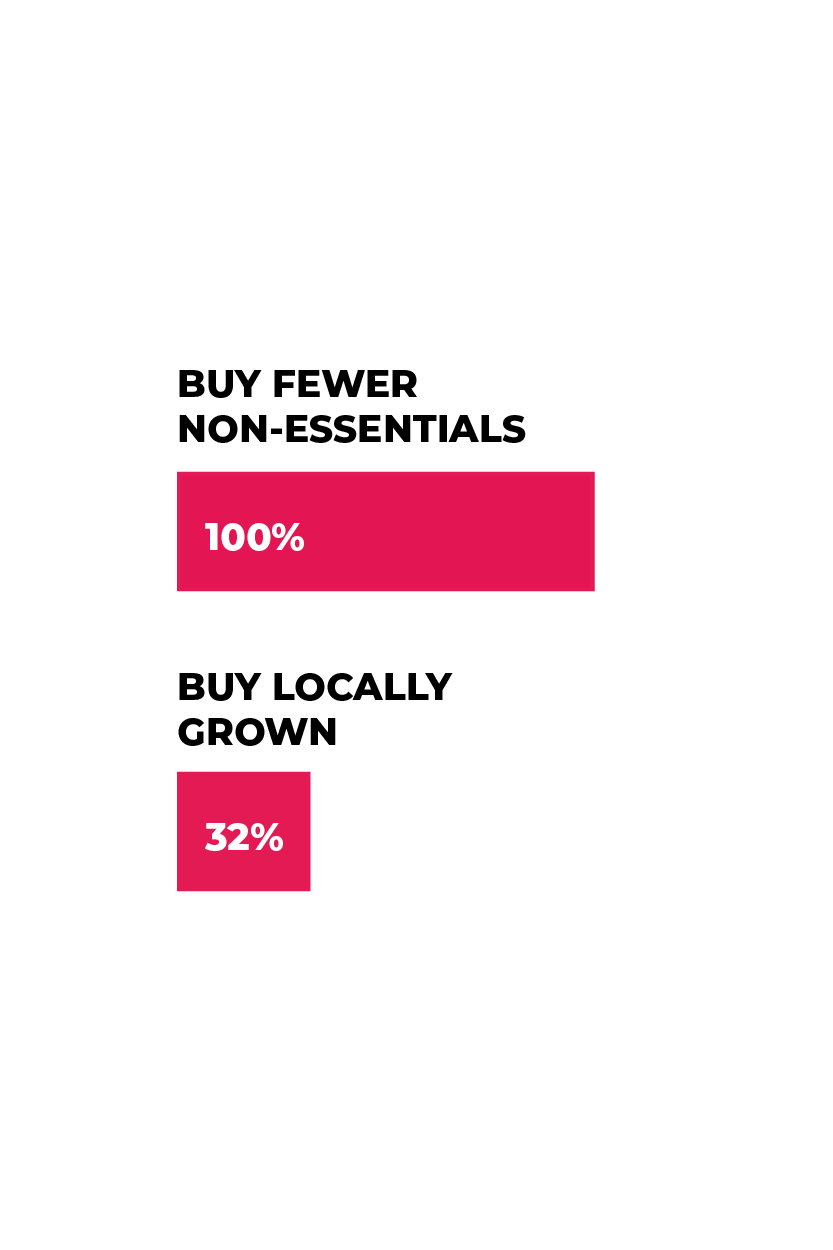 BUY FEWER
NON-ESSENTIALS
100%
BUY LOCALLY
GROWN
32%